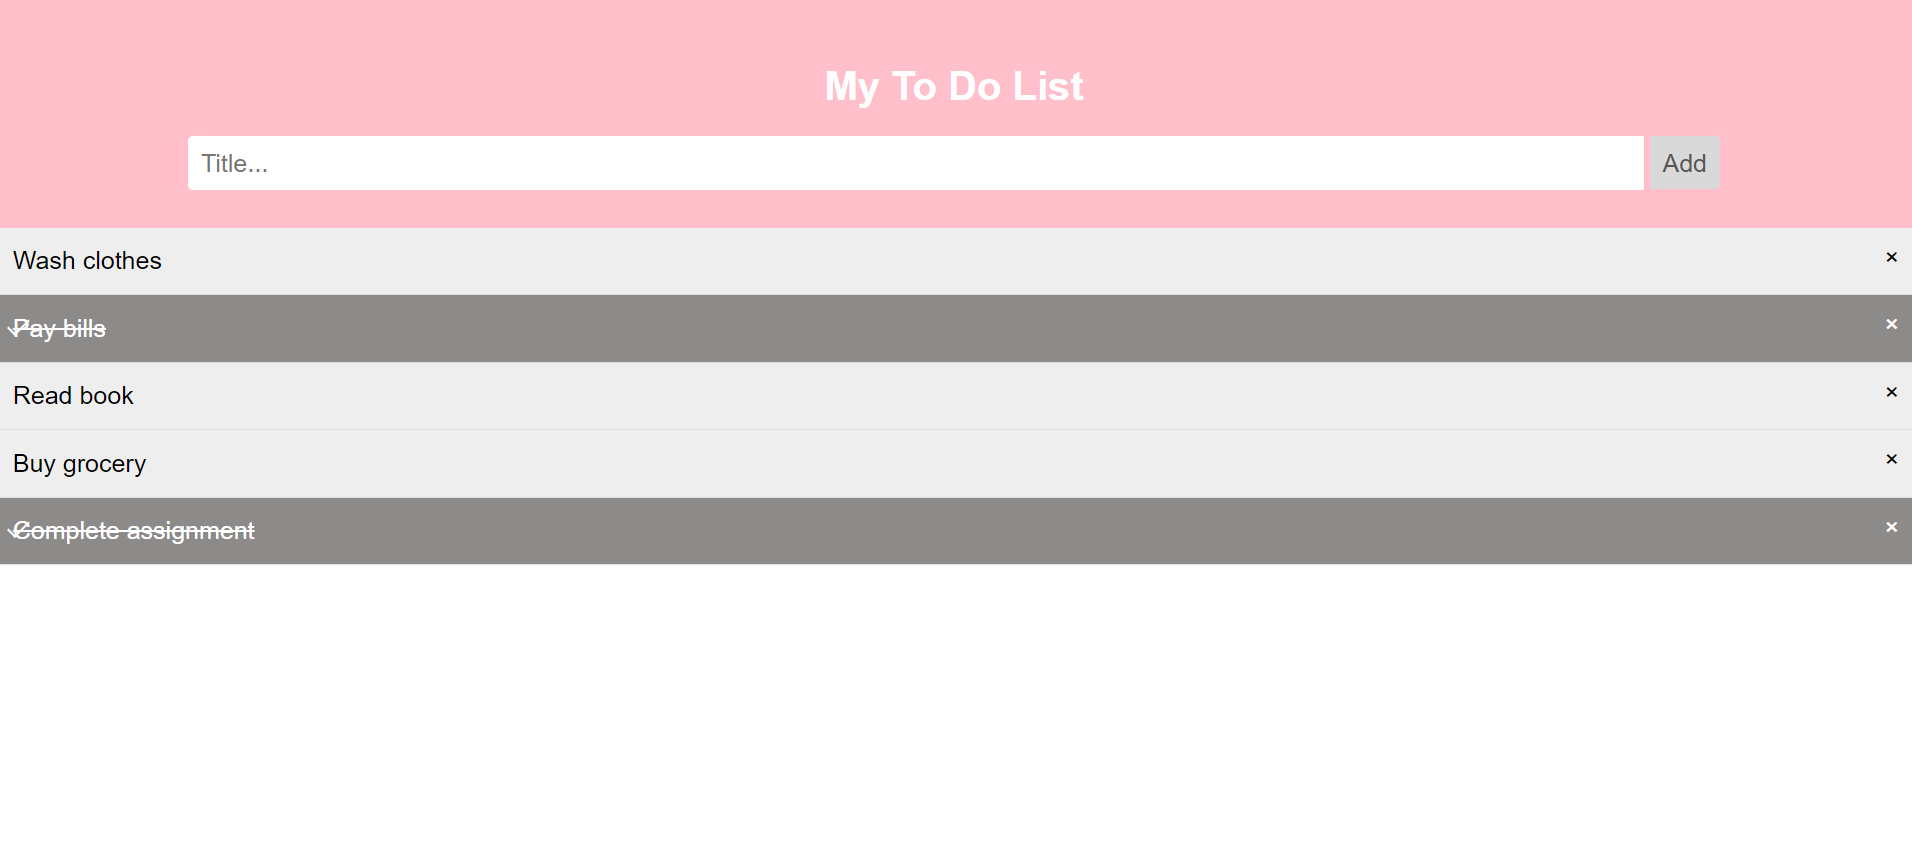 My To Do List
Title... Add
Wash clothes ×
Pay bills ×
Read book ×
Buy grocery ×
Complete assignment ×